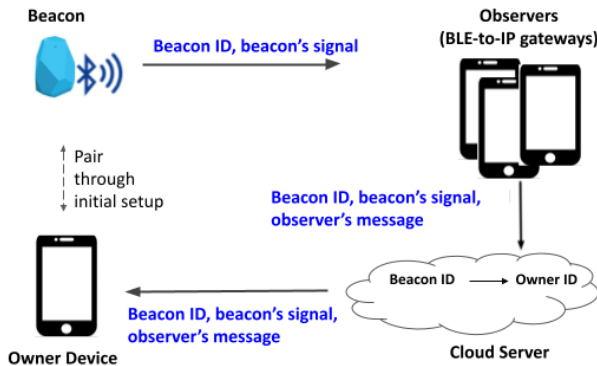 Beacon
Observers
(BLE-to-IP gateways)
Beacon ID, beacon's signal
Pair
through
initial setup
Beacon ID, beacon's signal,
observer's message
Beacon ID
Owner ID
Beacon ID, beacon's signal,
observer's message
Cloud Server
Owner Device